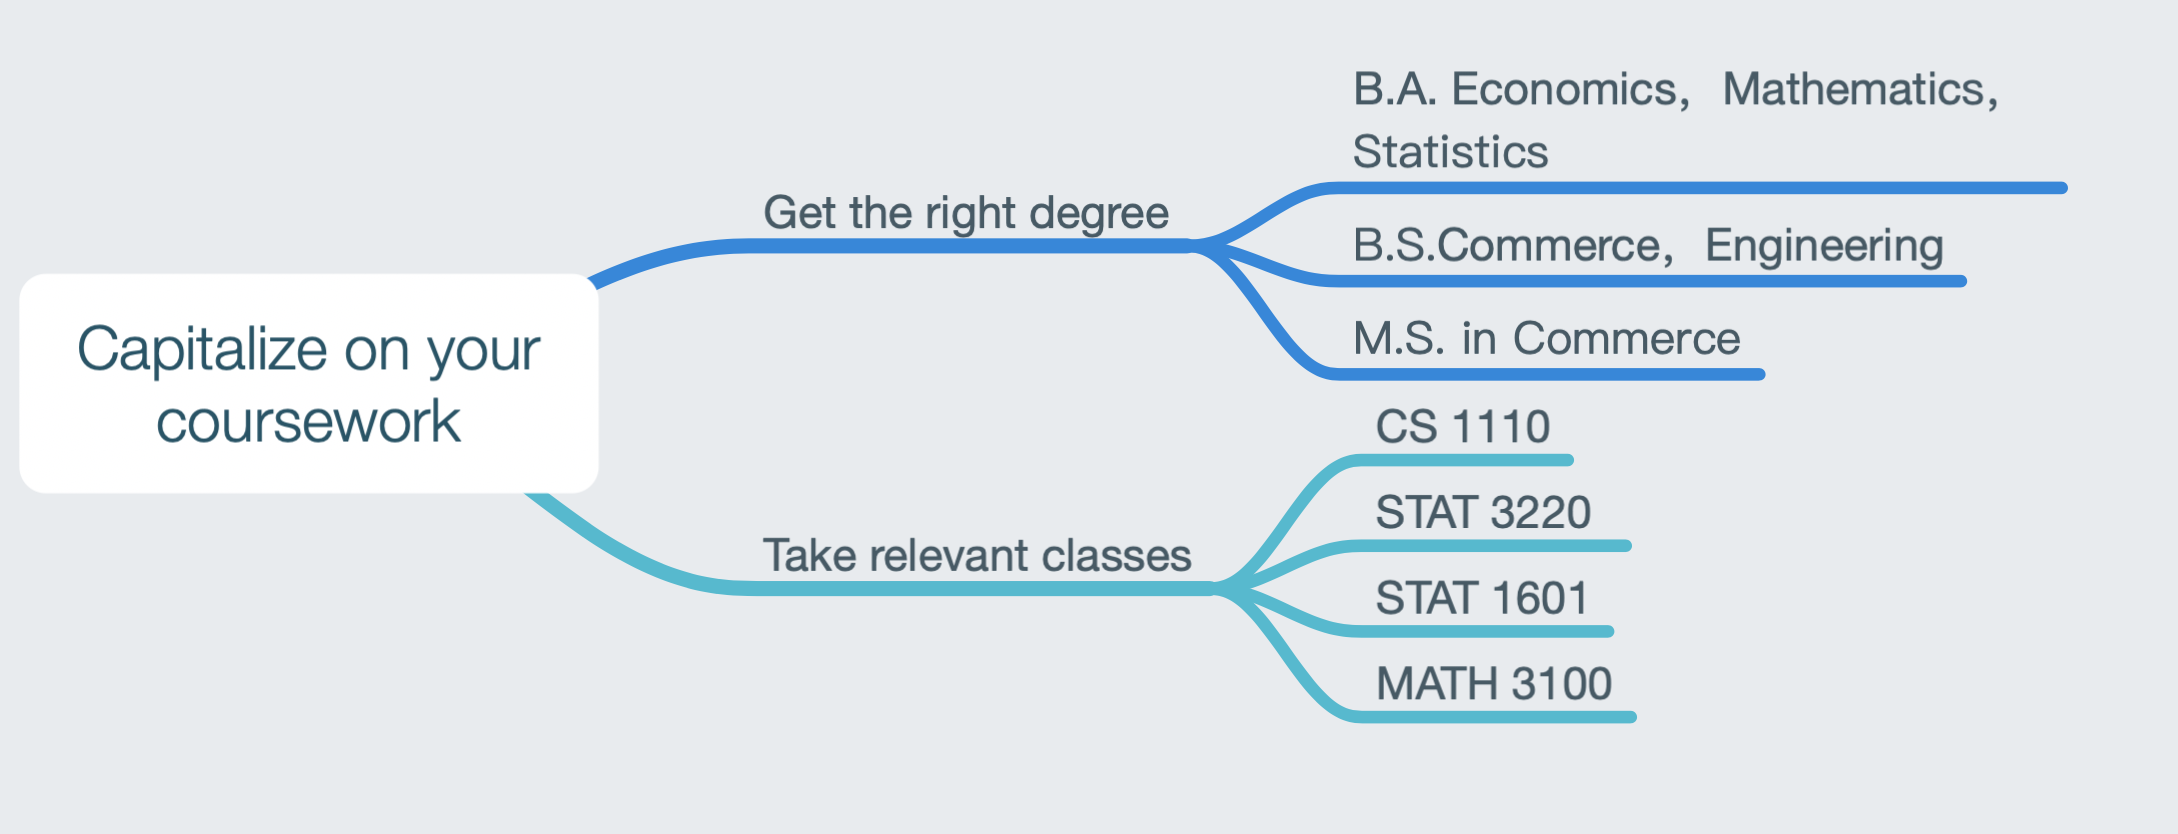 Capitalize on your
coursework
Get the right degree
B.A. Economics,  Mathematics,
Statistics
B.S.Commerce,  Engineering
M.S. in Commerce
Take relevant classes
CS 1110
STAT 3220
STAT 1601
MATH 3100